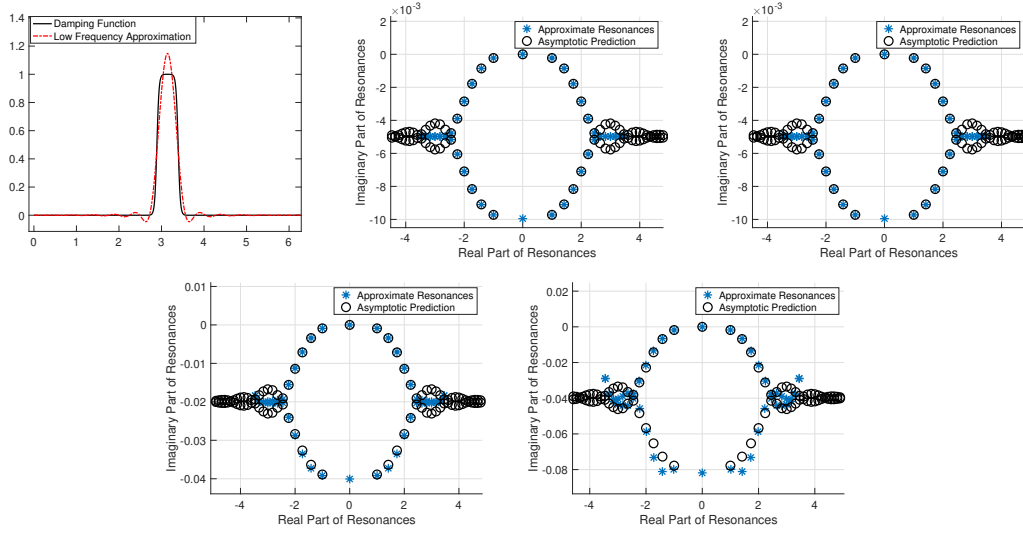 Damping Function
Low Frequency Approximation
1.4
1.2
1
0.8
0.6
0.4
0.2
0
0 1 2 3 4 5 6
×10⁻³
Approximate Resonances
Asymptotic Prediction
Imaginary Part of Resonances
2
0
-2
-4
-6
-8
-10
-4 -2 0 2 4
Real Part of Resonances
×10⁻³
Approximate Resonances
Asymptotic Prediction
Imaginary Part of Resonances
2
0
-2
-4
-6
-8
-10
-4 -2 0 2 4
Real Part of Resonances
Approximate Resonances
Asymptotic Prediction
Imaginary Part of Resonances
0.01
0
-0.01
-0.02
-0.03
-0.04
-4 -2 0 2 4
Real Part of Resonances
Approximate Resonances
Asymptotic Prediction
Imaginary Part of Resonances
0.02
0
-0.02
-0.04
-0.06
-0.08
-4 -2 0 2 4
Real Part of Resonances